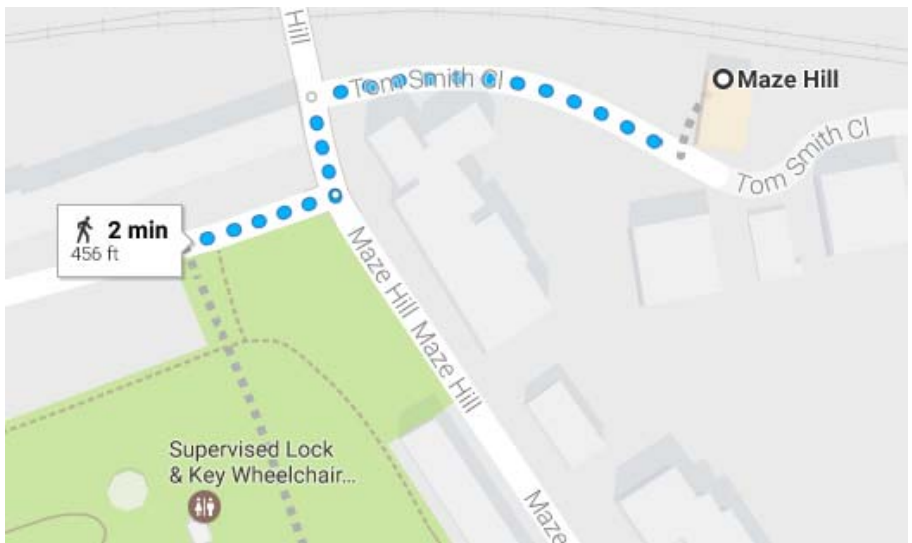 Hill
Tom Smith Cl
Maze Hill
Tom Smith Cl
2 min
456 ft
Maze Hill
Maze Hill
Supervised Lock
& Key Wheelchair...
Maze